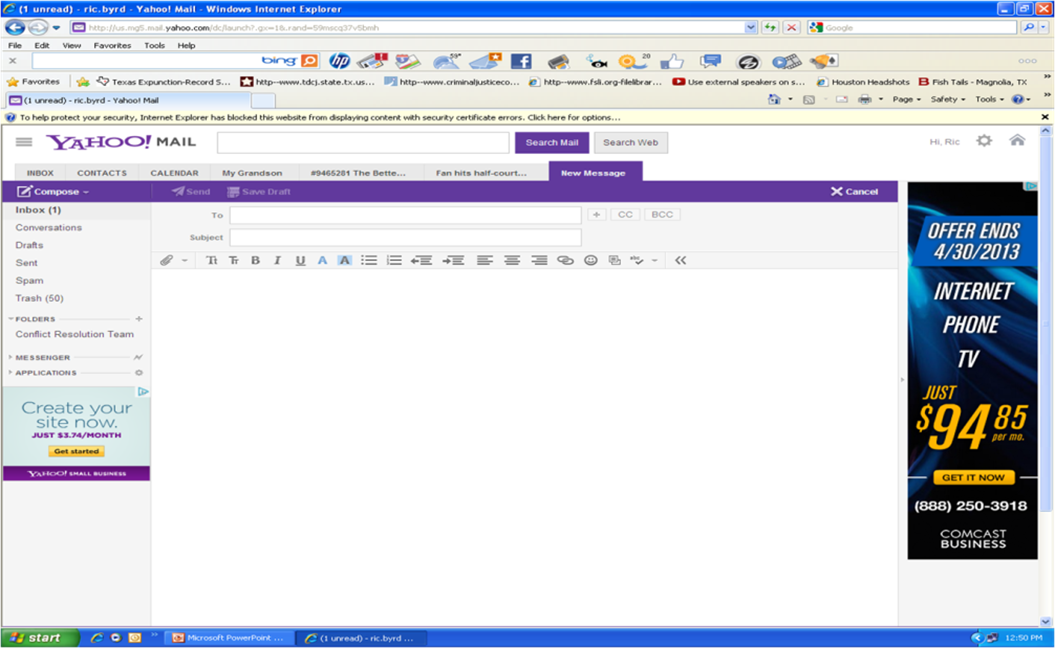 (1 unread) - ric.byrd - Yahoo! Mail - Windows Internet Explorer
http://us.mg5.mail.yahoo.com/dc/launch?.gx=1&.rand=59mscq37v5bmh
Google
File Edit View Favorites Tools Help
bing hp 59° f 20
Favorites Texas Expunction-Record S... http--www.tdcj.state.tx.us... http--www.criminaljusticeco... http--www.fsli.org-filelibrar... Use external speakers on s... Houston Headshots B Fish Tails - Magnolia, TX
(1 unread) - ric.byrd - Yahoo! Mail Page Safety Tools
To help protect your security, Internet Explorer has blocked this website from displaying content with security certificate errors. Click here for options...
YAHOO! MAIL Search Mail Search Web Hi, Ric
INBOX CONTACTS CALENDAR My Grandson #9465281 The Bette... Fan hits half-court... New Message
Compose Send Save Draft Cancel
Inbox (1)
Conversations
Drafts
Sent
Spam
Trash (50)
FOLDERS
Conflict Resolution Team
MESSENGER
APPLICATIONS
Create your
site now.
JUST $3.74/MONTH
Get started
YAHOO! SMALL BUSINESS
To + CC BCC
Subject
OFFER ENDS
4/30/2013
INTERNET
PHONE
TV
JUST
$94 85
per mo.
GET IT NOW
(888) 250-3918
COMCAST
BUSINESS
start Microsoft PowerPoint ... (1 unread) - ric.byrd ... 12:50 PM